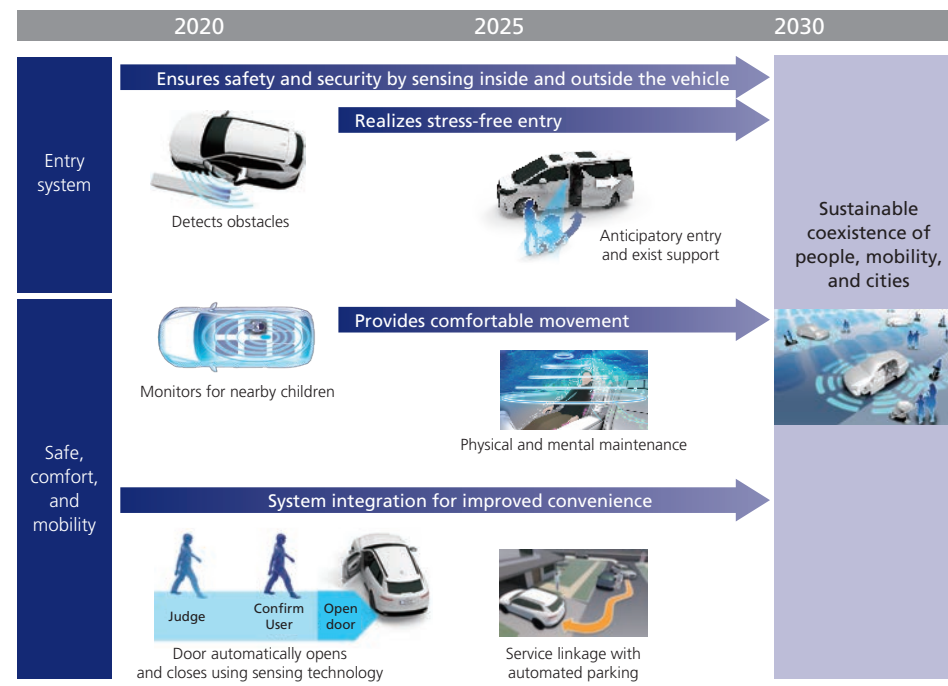 2020
2025
2030
Entry
system
Ensures safety and security by sensing inside and outside the vehicle
Realizes stress-free entry
Detects obstacles
Anticipatory entry
and exist support
Safe,
comfort,
and
mobility
Monitors for nearby children
Provides comfortable movement
Physical and mental maintenance
System integration for improved convenience
Judge
Confirm
User
Open
door
Door automatically opens
and closes using sensing technology
Service linkage with
automated parking
Sustainable
coexistence of
people, mobility,
and cities